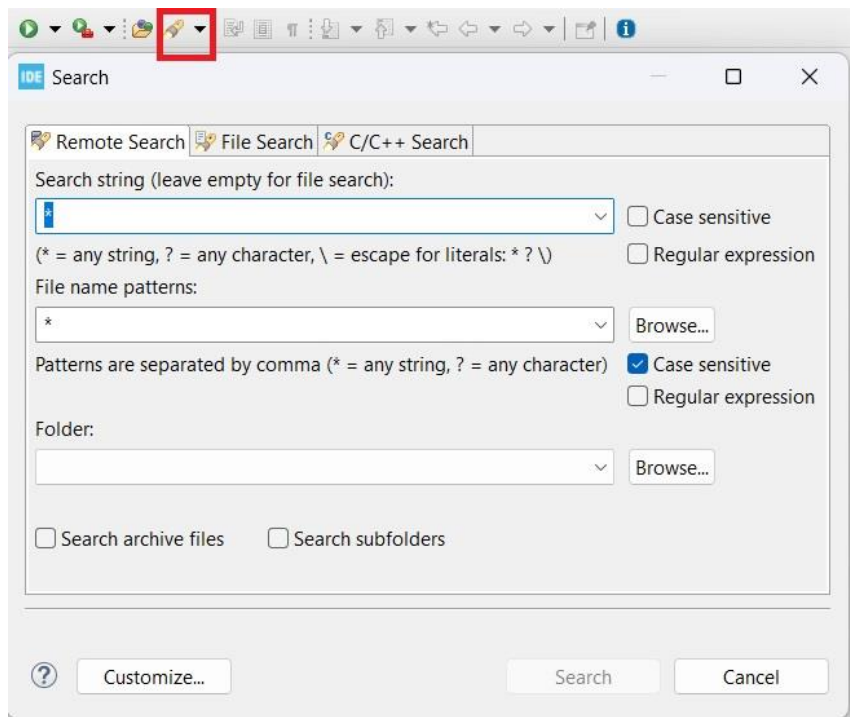 IDE Search
Remote Search File Search C/C++ Search
Search string (leave empty for file search):
*
Case sensitive
(* = any string, ? = any character, \ = escape for literals: * ? \)
Regular expression
File name patterns:
*
Browse...
Patterns are separated by comma (* = any string, ? = any character)
Case sensitive
Regular expression
Folder:
Browse...
Search archive files
Search subfolders
Customize...
Search
Cancel